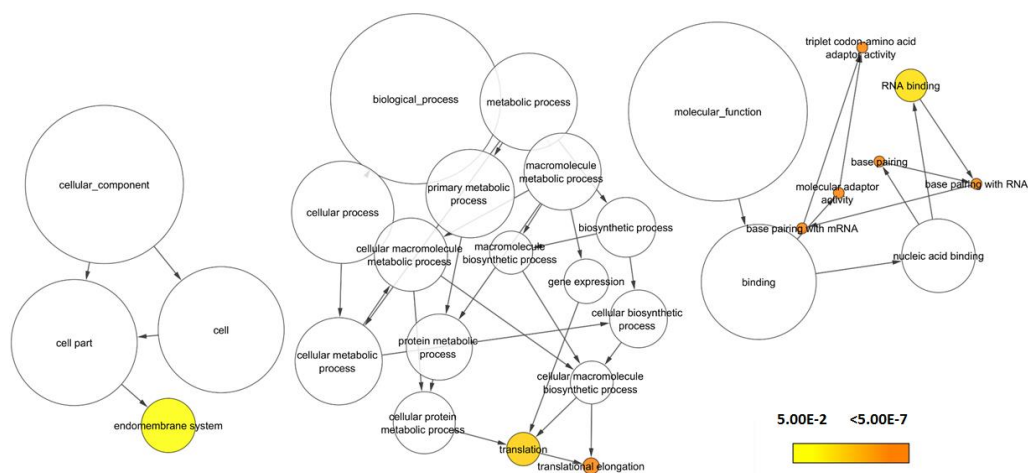 triplet codon-amino acid
adaptor activity
RNA binding
biological_process
metabolic process
molecular_function
base pairing
macromolecule
metabolic process
primary metabolic
process
cellular_component
base pairing with RNA
molecular adaptor
activity
cellular process
biosynthetic process
base pairing with mRNA
cellular macromolecule
metabolic process
macromolecule
biosynthetic process
nucleic acid binding
gene expression
binding
cellular biosynthetic
process
cell part
cell
cellular metabolic
process
protein metabolic
process
cellular macromolecule
biosynthetic process
cellular protein
metabolic process
endomembrane system
translation
translational elongation
5.00E-2 <5.00E-7